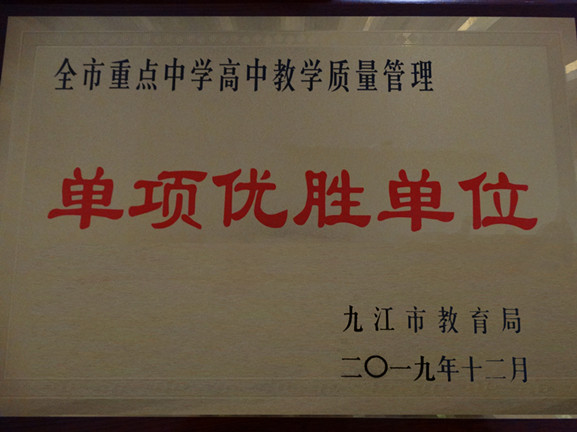 全市重点中学高中教学质量管理
单项优胜单位
九江市教育局
二〇一九年十二月